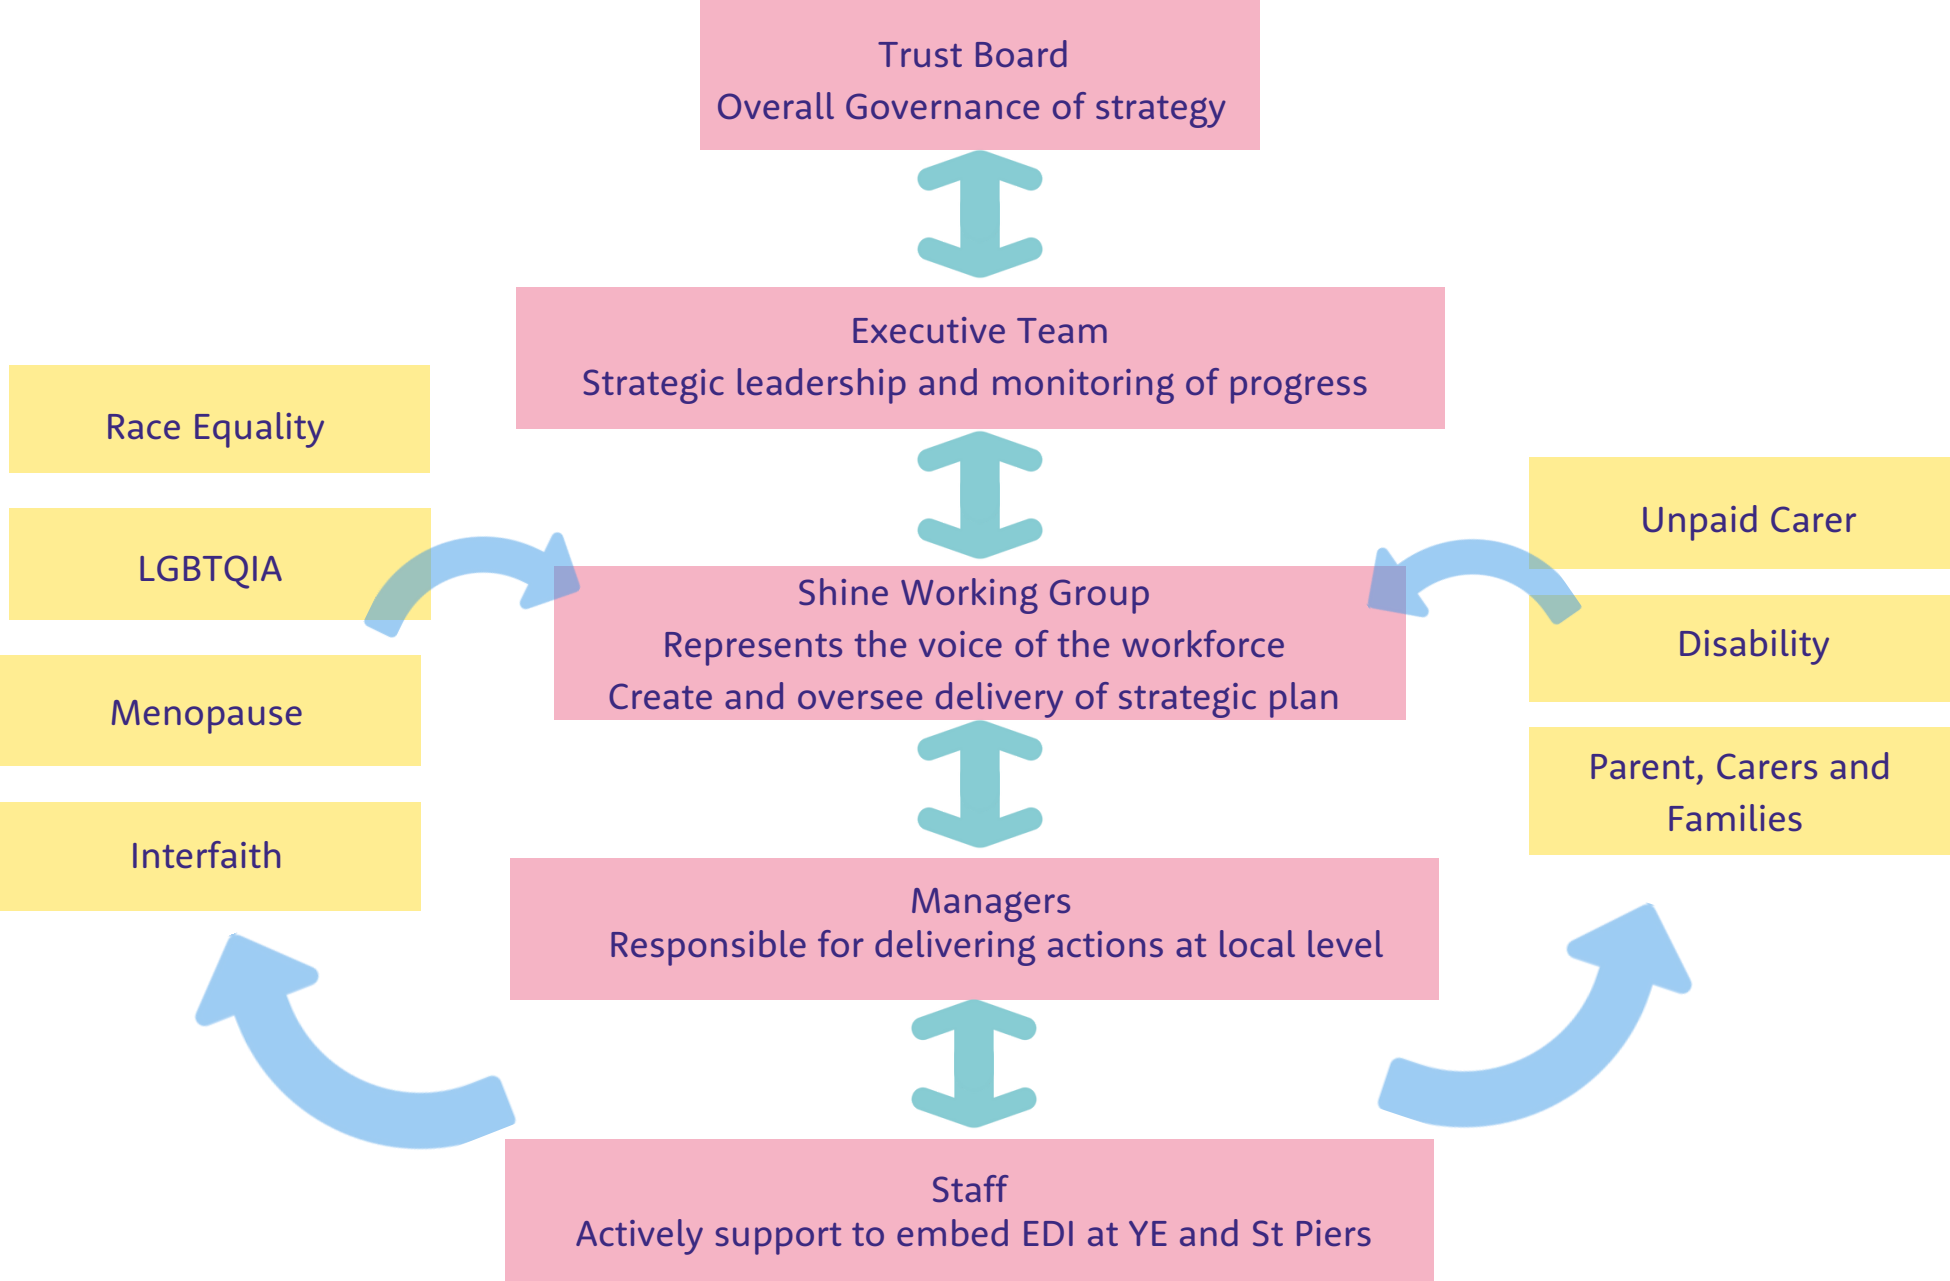 Trust Board
Overall Governance of strategy
Executive Team
Strategic leadership and monitoring of progress
Race Equality
LGBTQIA
Menopause
Interfaith
Shine Working Group
Represents the voice of the workforce
Create and oversee delivery of strategic plan
Unpaid Carer
Disability
Parent, Carers and
Families
Managers
Responsible for delivering actions at local level
Staff
Actively support to embed EDI at YE and St Piers